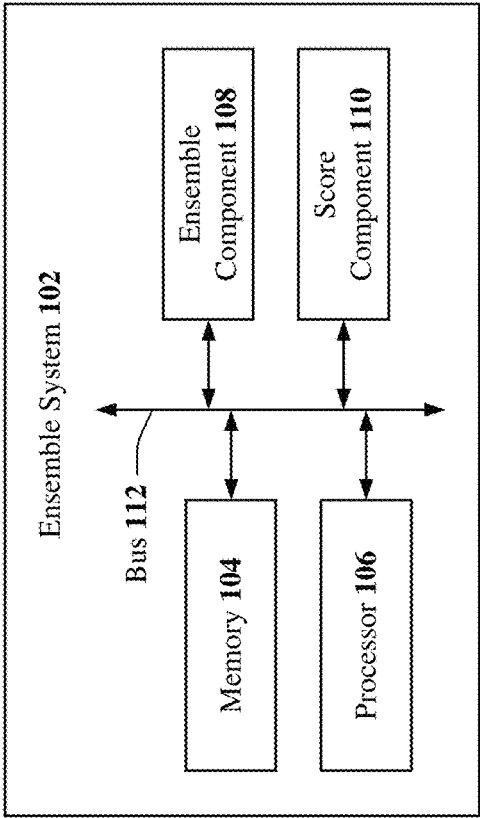 Ensemble System 102
Bus 112
Memory 104
Processor 106
Ensemble
Component 108
Score
Component 110